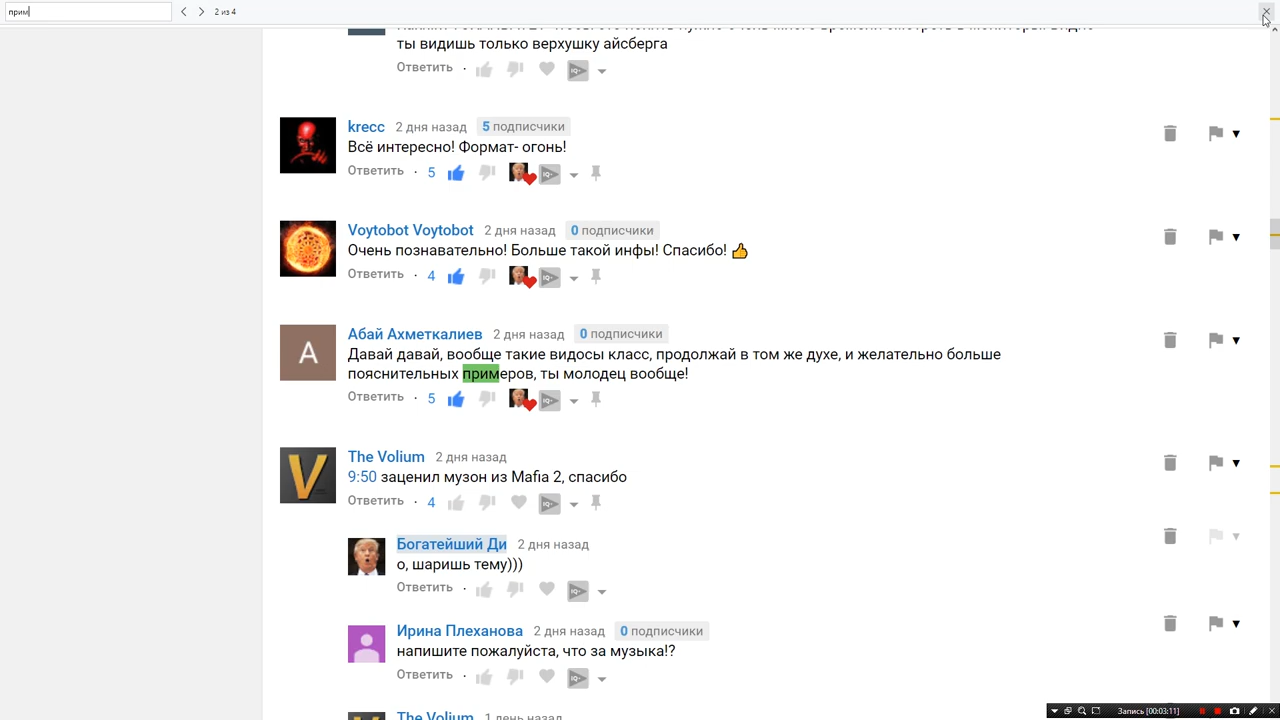 прим
2 из 4
ты видишь только верхушку айсберга
Ответить ·
krecc 2 дня назад 5 подписчики
Всё интересно! Формат- огонь!
Ответить · 5
Voytobot Voytobot 2 дня назад 0 подписчики
Очень познавательно! Больше такой инфы! Спасибо! 👍
Ответить · 4
Абай Ахметкалиев 2 дня назад 0 подписчики
Давай давай, вообще такие видосы класс, продолжай в том же духе, и желательно больше
пояснительных примеров, ты молодец вообще!
Ответить · 5
The Volium 2 дня назад
9:50 заценил музон из Mafia 2, спасибо
Ответить · 4
Богатейший Ди 2 дня назад
о, шаришь тему)))
Ответить ·
Ирина Плеханова 2 дня назад 0 подписчики
напишите пожалуйста, что за музыка!?
Ответить ·
The Volium 1 день назад
Запись [00:03:11]